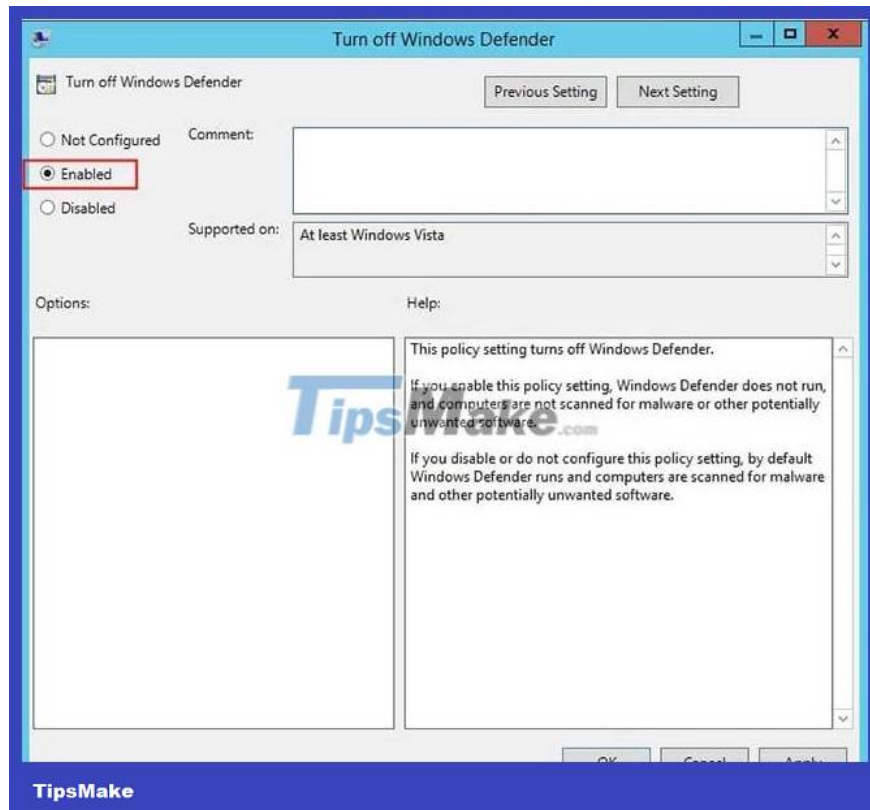 Turn off Windows Defender
Turn off Windows Defender
Previous Setting
Next Setting
Not Configured
Enabled
Disabled
Comment:
Supported on:
At least Windows Vista
Options:
Help:
This policy setting turns off Windows Defender.
If you enable this policy setting, Windows Defender does not run,
and computers are not scanned for malware or other potentially
unwanted software.
If you disable or do not configure this policy setting, by default
Windows Defender runs and computers are scanned for malware
and other potentially unwanted software.
TipsMake.com
OK
Cancel
Apply
TipsMake